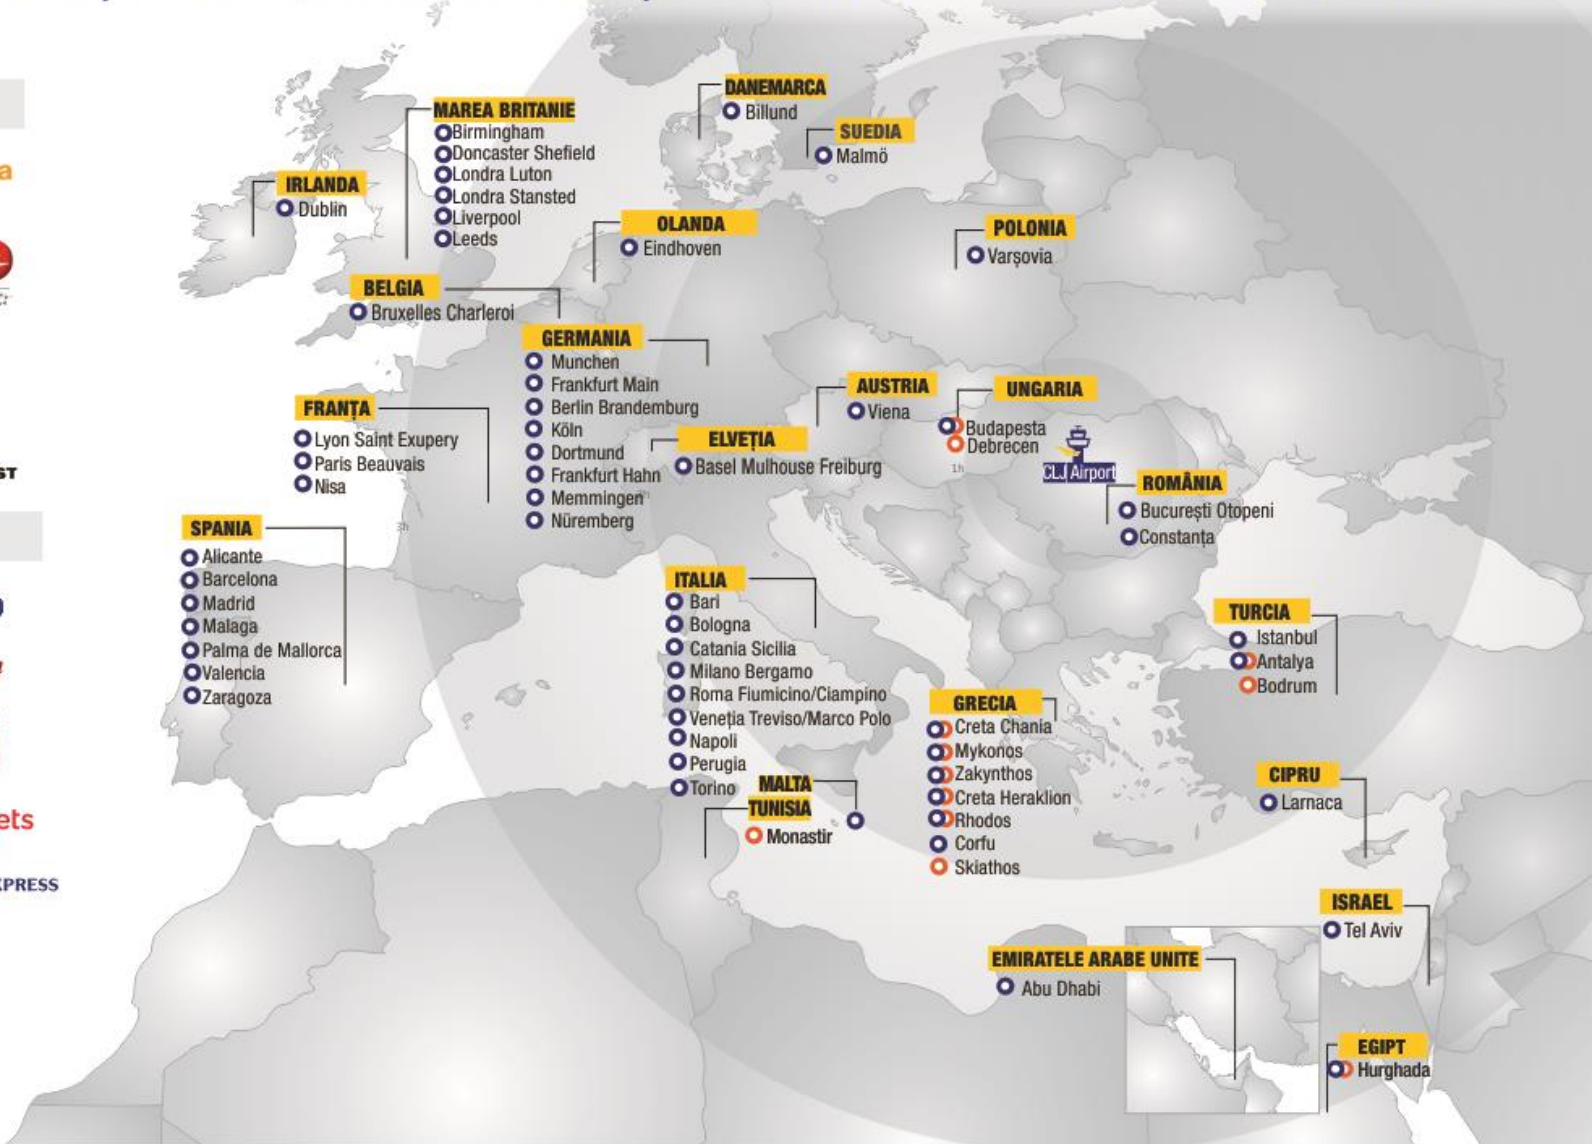 DANEMARCA
Billund
MAREA BRITANIE
Birmingham
Doncaster Shefield
Londra Luton
Londra Stansted
Liverpool
Leeds
SUEDIA
Malmö
IRLANDA
Dublin
OLANDA
Eindhoven
POLONIA
Varșovia
BELGIA
Bruxelles Charleroi
GERMANIA
Munchen
Frankfurt Main
Berlin Brandemburg
Köln
Dortmund
Frankfurt Hahn
Memmingen
Nüremberg
AUSTRIA
Viena
UNGARIA
Budapesta
Debrecen
1h
FRANȚA
Lyon Saint Exupery
Paris Beauvais
Nisa
3h
ELVEȚIA
Basel Mulhouse Freiburg
CLJ Airport
ROMÂNIA
București Otopeni
Constanța
SPANIA
Alicante
Barcelona
Madrid
Malaga
Palma de Mallorca
Valencia
Zaragoza
ITALIA
Bari
Bologna
Catania Sicilia
Milano Bergamo
Roma Fiumicino/Ciampino
Veneția Treviso/Marco Polo
Napoli
Perugia
Torino
TURCIA
Istanbul
Antalya
Bodrum
GRECIA
Creta Chania
Mykonos
Zakynthos
Creta Heraklion
Rhodos
Corfu
Skiathos
MALTA
TUNISIA
Monastir
CIPRU
Larnaca
ISRAEL
Tel Aviv
EMIRATELE ARABE UNITE
Abu Dhabi
EGIPT
Hurghada
a
ST
ets
XPRESS